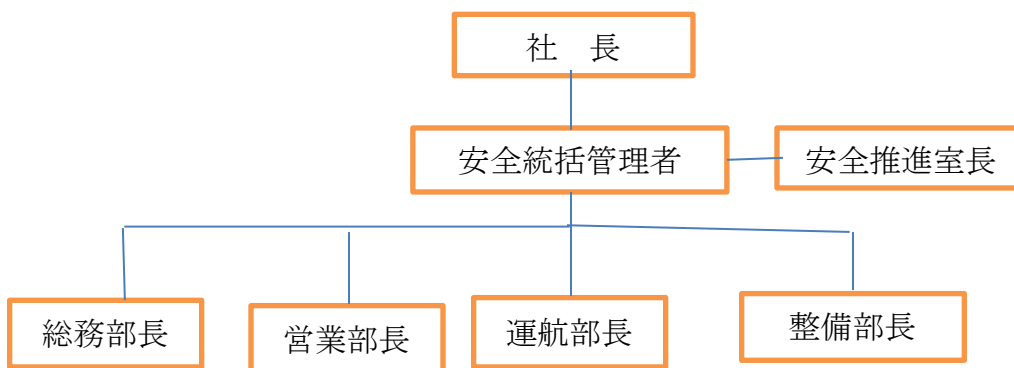 社　長
安全統括管理者
安全推進室長
総務部長
営業部長
運航部長
整備部長